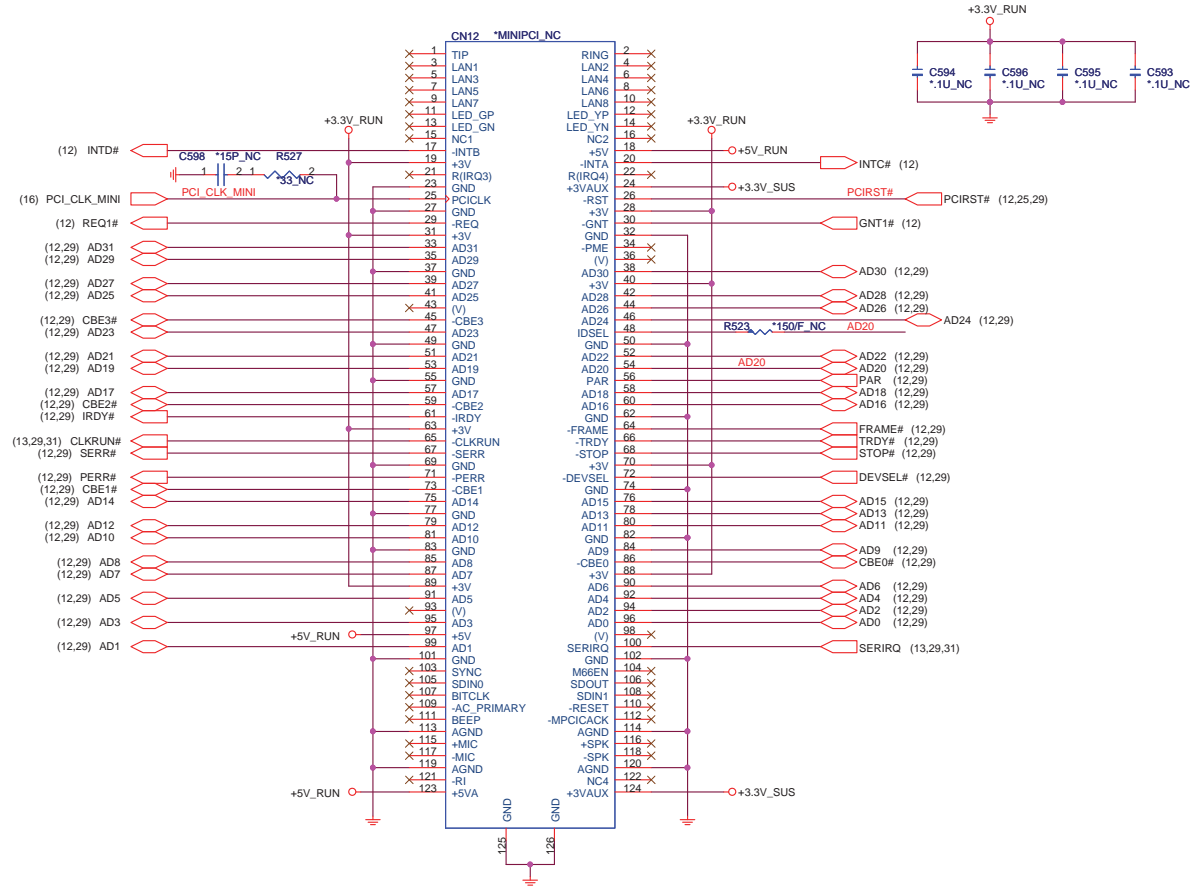 +3.3V_RUN
C594 *.1U_NC
C596 *.1U_NC
C595 *.1U_NC
C593 *.1U_NC
CN12 *MINIPCI_NC
1 TIP RING 2
3 LAN1 LAN2 4
5 LAN3 LAN4 6
7 LAN5 LAN6 8
9 LAN7 LAN8 10
11 LED_GP LED_YP 12
13 LED_GN LED_YN 14
+3.3V_RUN 15 NC1 NC2 16 +3.3V_RUN
(12) INTD# 17 -INTB +5V 18 +5V_RUN
19 +3V -INTA 20 INTC# (12)
C598 *15P_NC 1 2 R527 1 2 *33_NC
21 R(IRQ3) R(IRQ4) 22
23 GND +3VAUX 24 +3.3V_SUS
(16) PCI_CLK_MINI PCI_CLK_MINI 25 PCICLK -RST 26 PCIRST# PCIRST# (12,25,29)
27 GND +3V 28
(12) REQ1# 29 -REQ -GNT 30 GNT1# (12)
31 +3V GND 32
(12,29) AD31 33 AD31 -PME 34
(12,29) AD29 35 AD29 (V) 36
37 GND AD30 38 AD30 (12,29)
(12,29) AD27 39 AD27 +3V 40
(12,29) AD25 41 AD25 AD28 42 AD28 (12,29)
43 (V) AD26 44 AD26 (12,29)
(12,29) CBE3# 45 -CBE3 AD24 46 AD24 (12,29)
(12,29) AD23 47 AD23 IDSEL 48 R523 *150/F_NC AD20
49 GND GND 50
(12,29) AD21 51 AD21 AD22 52 AD22 (12,29)
(12,29) AD19 53 AD19 AD20 54 AD20 AD20 (12,29)
55 GND PAR 56 PAR (12,29)
(12,29) AD17 57 AD17 AD18 58 AD18 (12,29)
(12,29) CBE2# 59 -CBE2 AD16 60 AD16 (12,29)
(12,29) IRDY# 61 -IRDY GND 62
63 +3V -FRAME 64 FRAME# (12,29)
(13,29,31) CLKRUN# 65 -CLKRUN -TRDY 66 TRDY# (12,29)
(12,29) SERR# 67 -SERR -STOP 68 STOP# (12,29)
69 GND +3V 70
(12,29) PERR# 71 -PERR -DEVSEL 72 DEVSEL# (12,29)
(12,29) CBE1# 73 -CBE1 GND 74
(12,29) AD14 75 AD14 AD15 76 AD15 (12,29)
77 GND AD13 78 AD13 (12,29)
(12,29) AD12 79 AD12 AD11 80 AD11 (12,29)
(12,29) AD10 81 AD10 GND 82
83 GND AD9 84 AD9 (12,29)
(12,29) AD8 85 AD8 -CBE0 86 CBE0# (12,29)
(12,29) AD7 87 AD7 +3V 88
89 +3V AD6 90 AD6 (12,29)
(12,29) AD5 91 AD5 AD4 92 AD4 (12,29)
93 (V) AD2 94 AD2 (12,29)
(12,29) AD3 95 AD3 AD0 96 AD0 (12,29)
+5V_RUN 97 +5V (V) 98
(12,29) AD1 99 AD1 SERIRQ 100 SERIRQ (13,29,31)
101 GND GND 102
103 SYNC M66EN 104
105 SDIN0 SDOUT 106
107 BITCLK SDIN1 108
109 -AC_PRIMARY -RESET 110
111 BEEP -MPCICACK 112
113 AGND AGND 114
115 +MIC +SPK 116
117 -MIC -SPK 118
119 AGND AGND 120
121 -RI NC4 122
+5V_RUN 123 +5VA +3VAUX 124 +3.3V_SUS
GND GND
125 126